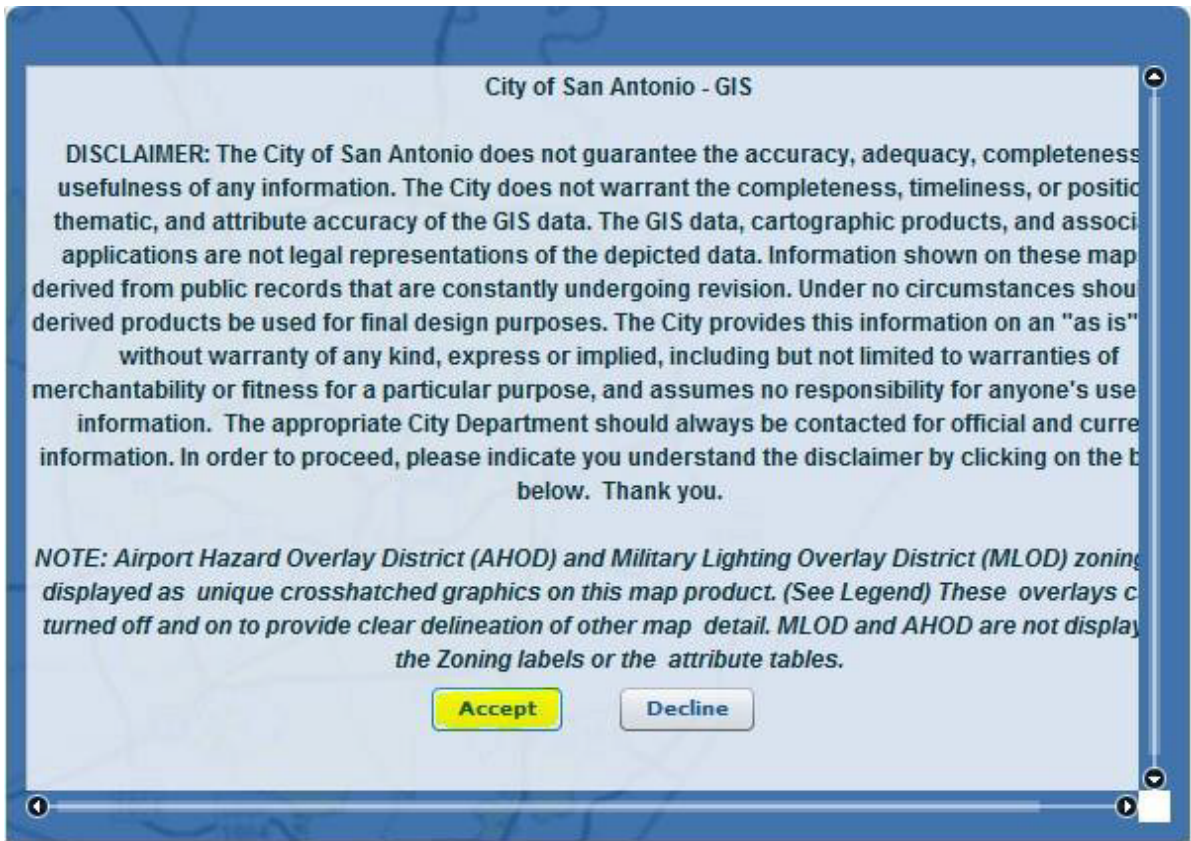 City of San Antonio - GIS
DISCLAIMER: The City of San Antonio does not guarantee the accuracy, adequacy, completeness
usefulness of any information. The City does not warrant the completeness, timeliness, or positio
thematic, and attribute accuracy of the GIS data. The GIS data, cartographic products, and associ
applications are not legal representations of the depicted data. Information shown on these map
derived from public records that are constantly undergoing revision. Under no circumstances shou
derived products be used for final design purposes. The City provides this information on an "as is"
without warranty of any kind, express or implied, including but not limited to warranties of
merchantability or fitness for a particular purpose, and assumes no responsibility for anyone's use
information. The appropriate City Department should always be contacted for official and curre
information. In order to proceed, please indicate you understand the disclaimer by clicking on the b
below. Thank you.
NOTE: Airport Hazard Overlay District (AHOD) and Military Lighting Overlay District (MLOD) zoning
displayed as unique crosshatched graphics on this map product. (See Legend) These overlays c
turned off and on to provide clear delineation of other map detail. MLOD and AHOD are not display
the Zoning labels or the attribute tables.
Accept
Decline